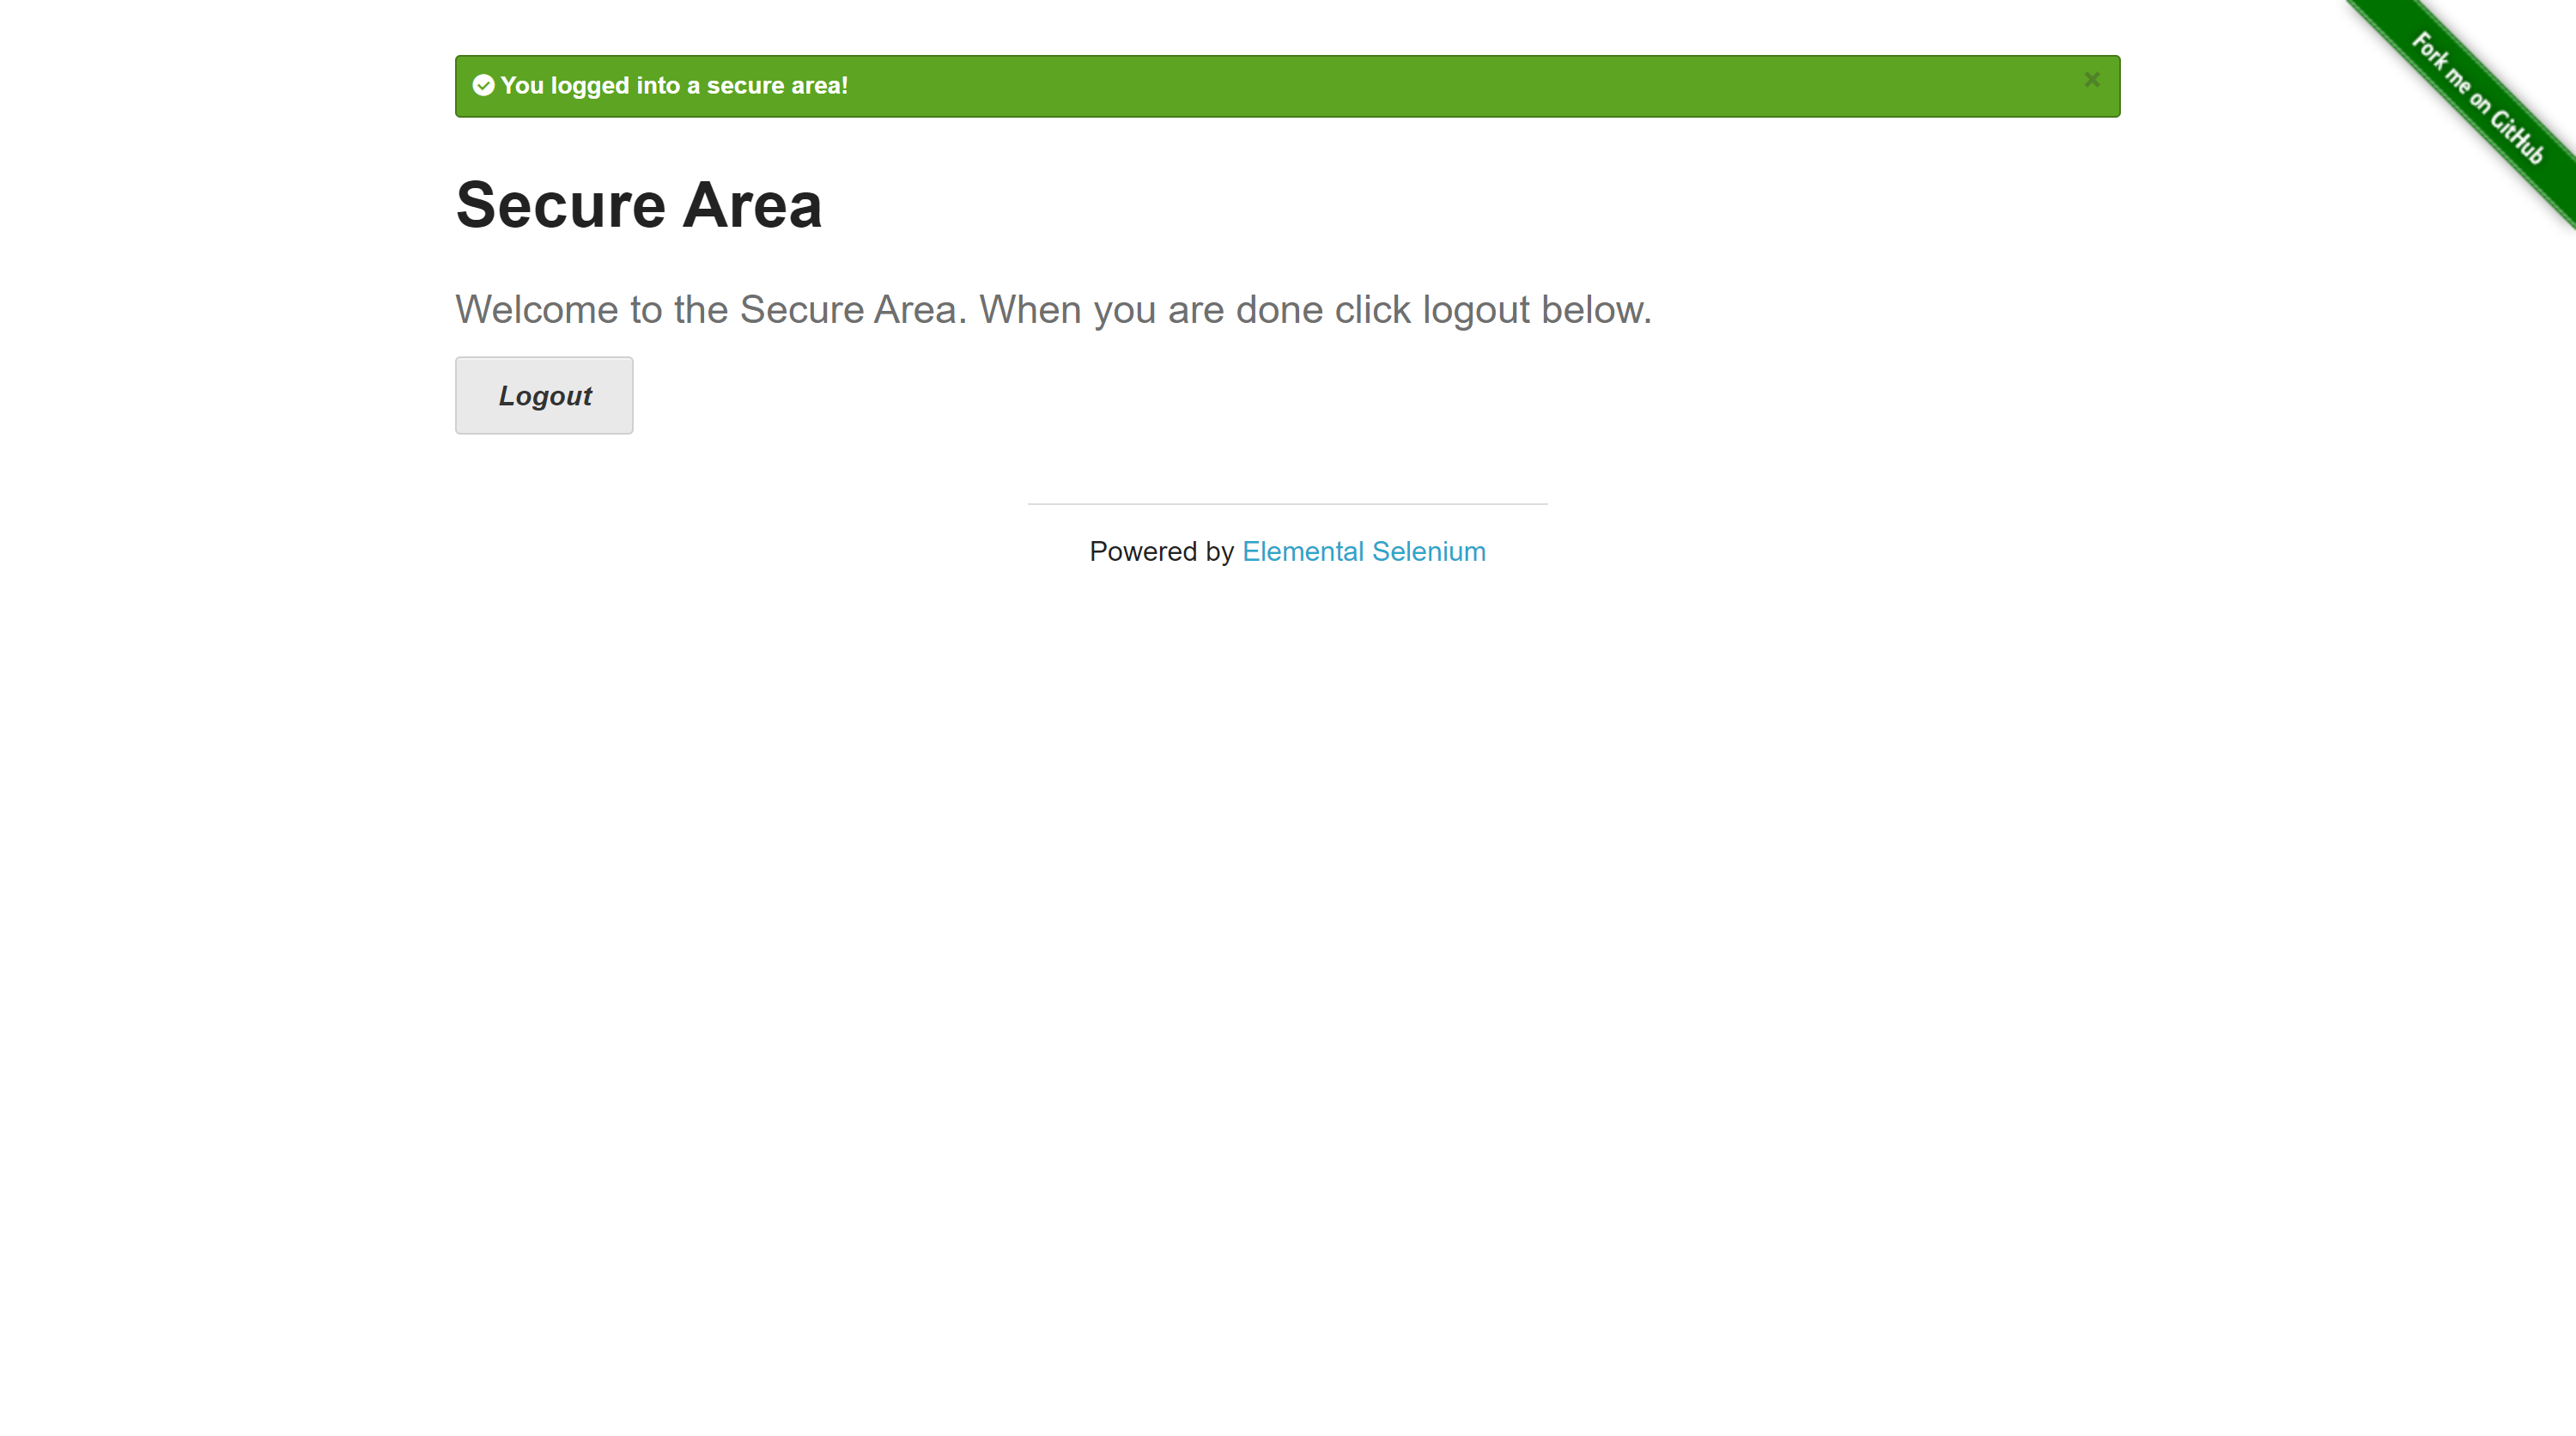 You logged into a secure area!
×
Fork me on GitHub
Secure Area
Welcome to the Secure Area. When you are done click logout below.
Logout
Powered by Elemental Selenium